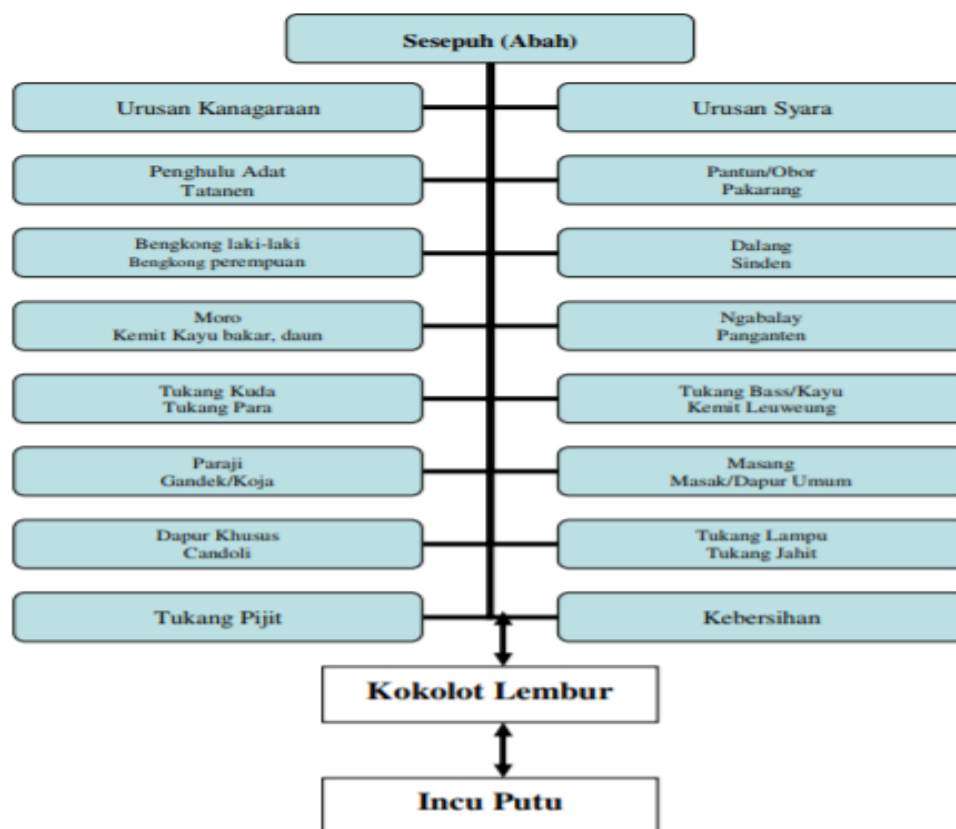 Sesepuh (Abah)
Urusan Kanagaraan
Urusan Syara
Penghulu Adat
Tatanen
Pantun/Obor
Pakarang
Bengkong laki-laki
Bengkong perempuan
Dalang
Sinden
Moro
Kemit Kayu bakar, daun
Ngabalay
Panganten
Tukang Kuda
Tukang Para
Tukang Bass/Kayu
Kemit Leuweung
Paraji
Gandek/Koja
Masang
Masak/Dapur Umum
Dapur Khusus
Candoli
Tukang Lampu
Tukang Jahit
Tukang Pijit
Kebersihan
Kokolot Lembur
Incu Putu